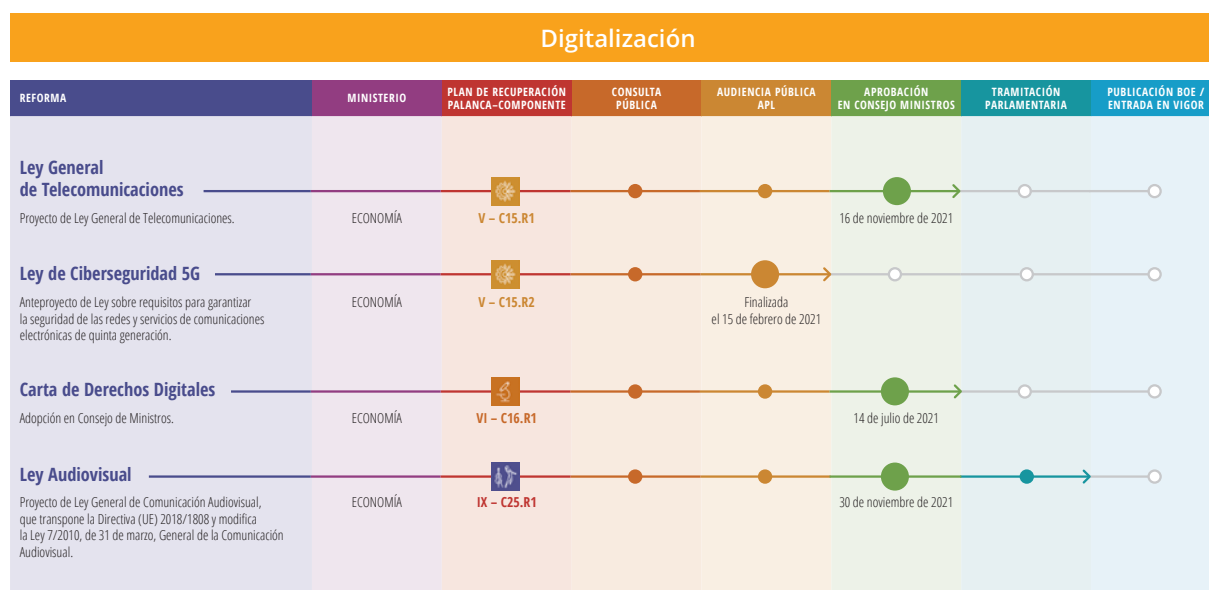 Digitalización
REFORMA
MINISTERIO
PLAN DE RECUPERACIÓN
PALANCA–COMPONENTE
CONSULTA
PÚBLICA
AUDIENCIA PÚBLICA
APL
APROBACIÓN
EN CONSEJO MINISTROS
TRAMITACIÓN
PARLAMENTARIA
PUBLICACIÓN BOE /
ENTRADA EN VIGOR
Ley General
de Telecomunicaciones
Proyecto de Ley General de Telecomunicaciones.
ECONOMÍA
V – C15.R1
16 de noviembre de 2021
Ley de Ciberseguridad 5G
Anteproyecto de Ley sobre requisitos para garantizar
la seguridad de las redes y servicios de comunicaciones
electrónicas de quinta generación.
ECONOMÍA
V – C15.R2
Finalizada
el 15 de febrero de 2021
Carta de Derechos Digitales
Adopción en Consejo de Ministros.
ECONOMÍA
VI – C16.R1
14 de julio de 2021
Ley Audiovisual
Proyecto de Ley General de Comunicación Audiovisual,
que transpone la Directiva (UE) 2018/1808 y modifica
la Ley 7/2010, de 31 de marzo, General de la Comunicación
Audiovisual.
ECONOMÍA
IX – C25.R1
30 de noviembre de 2021